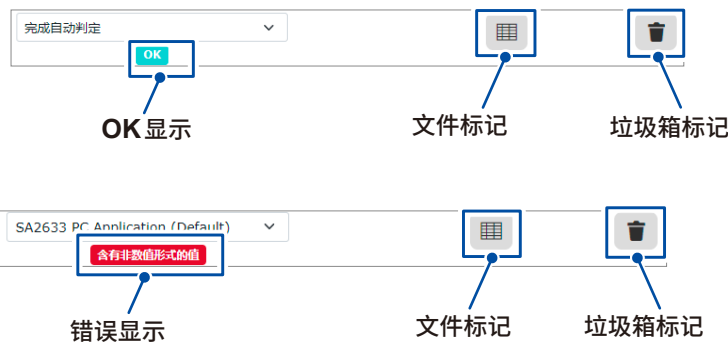 完成自动判定
OK
OK显示
文件标记
垃圾箱标记
SA2633 PC Application (Default)
含有非数值形式的值
错误显示
文件标记
垃圾箱标记